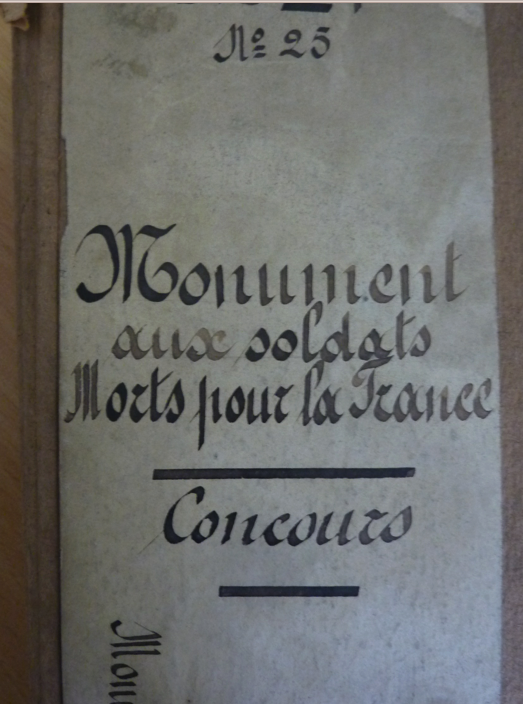 Nº 25
Monument
aux soldats
Morts pour la France
Concours